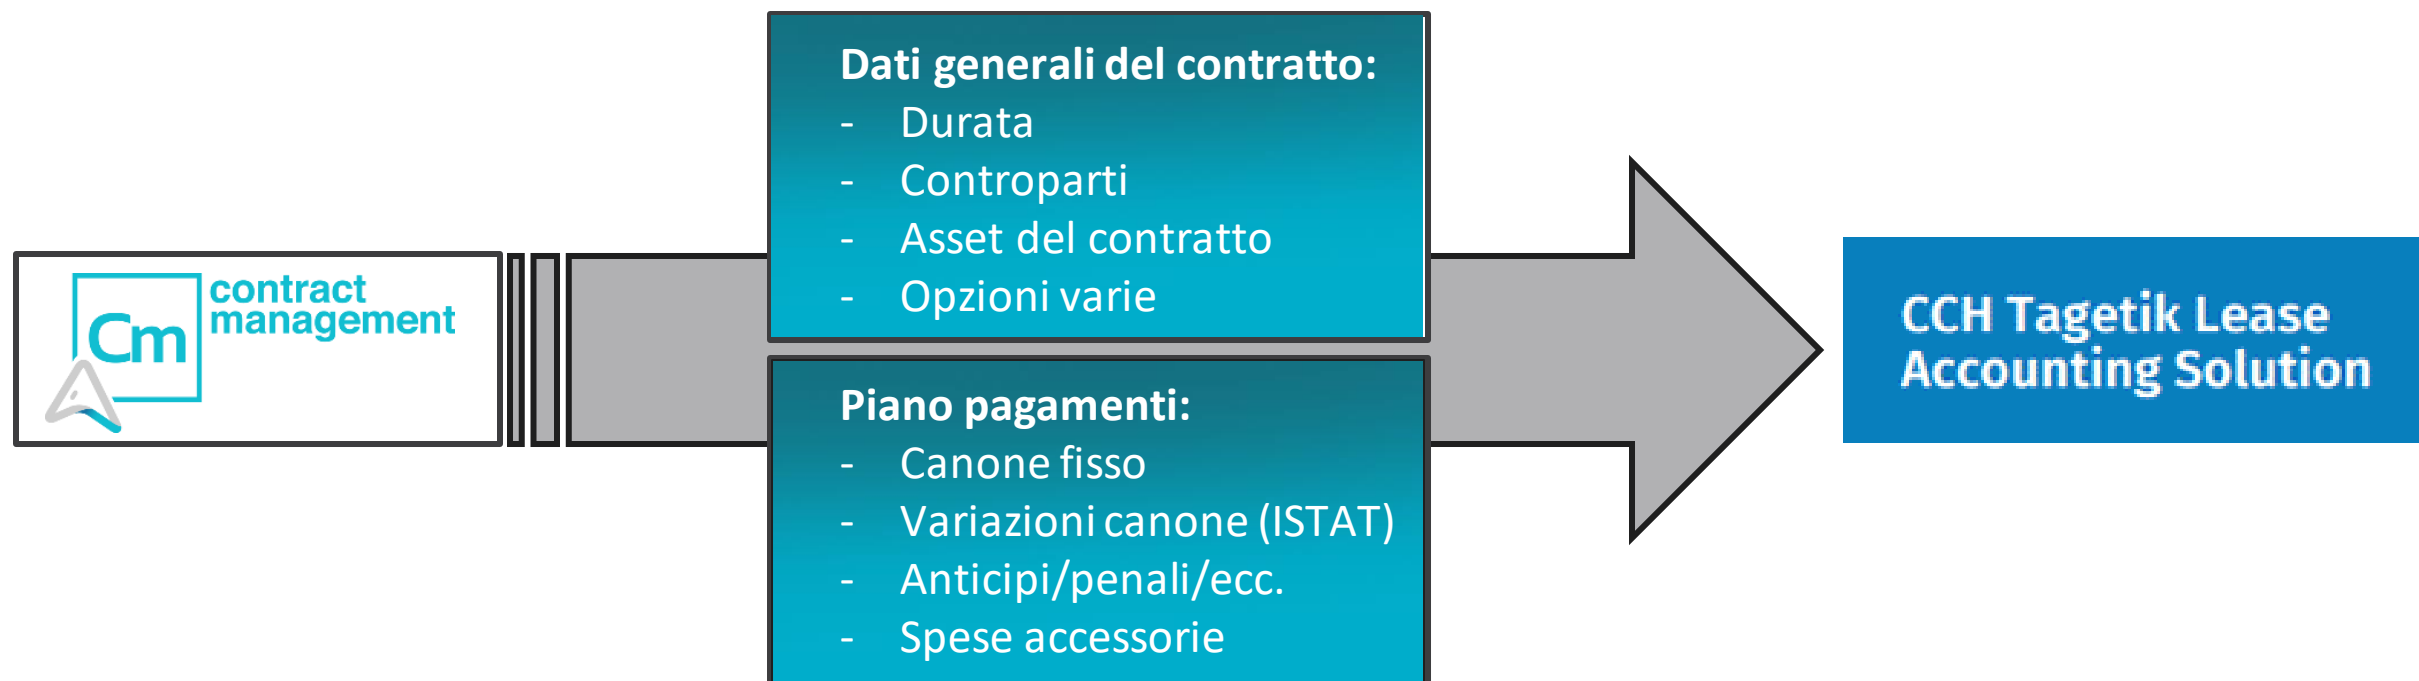 Cm
contract
management
Dati generali del contratto:
- Durata
- Controparti
- Asset del contratto
- Opzioni varie
Piano pagamenti:
- Canone fisso
- Variazioni canone (ISTAT)
- Anticipi/penali/ecc.
- Spese accessorie
CCH Tagetik Lease
Accounting Solution